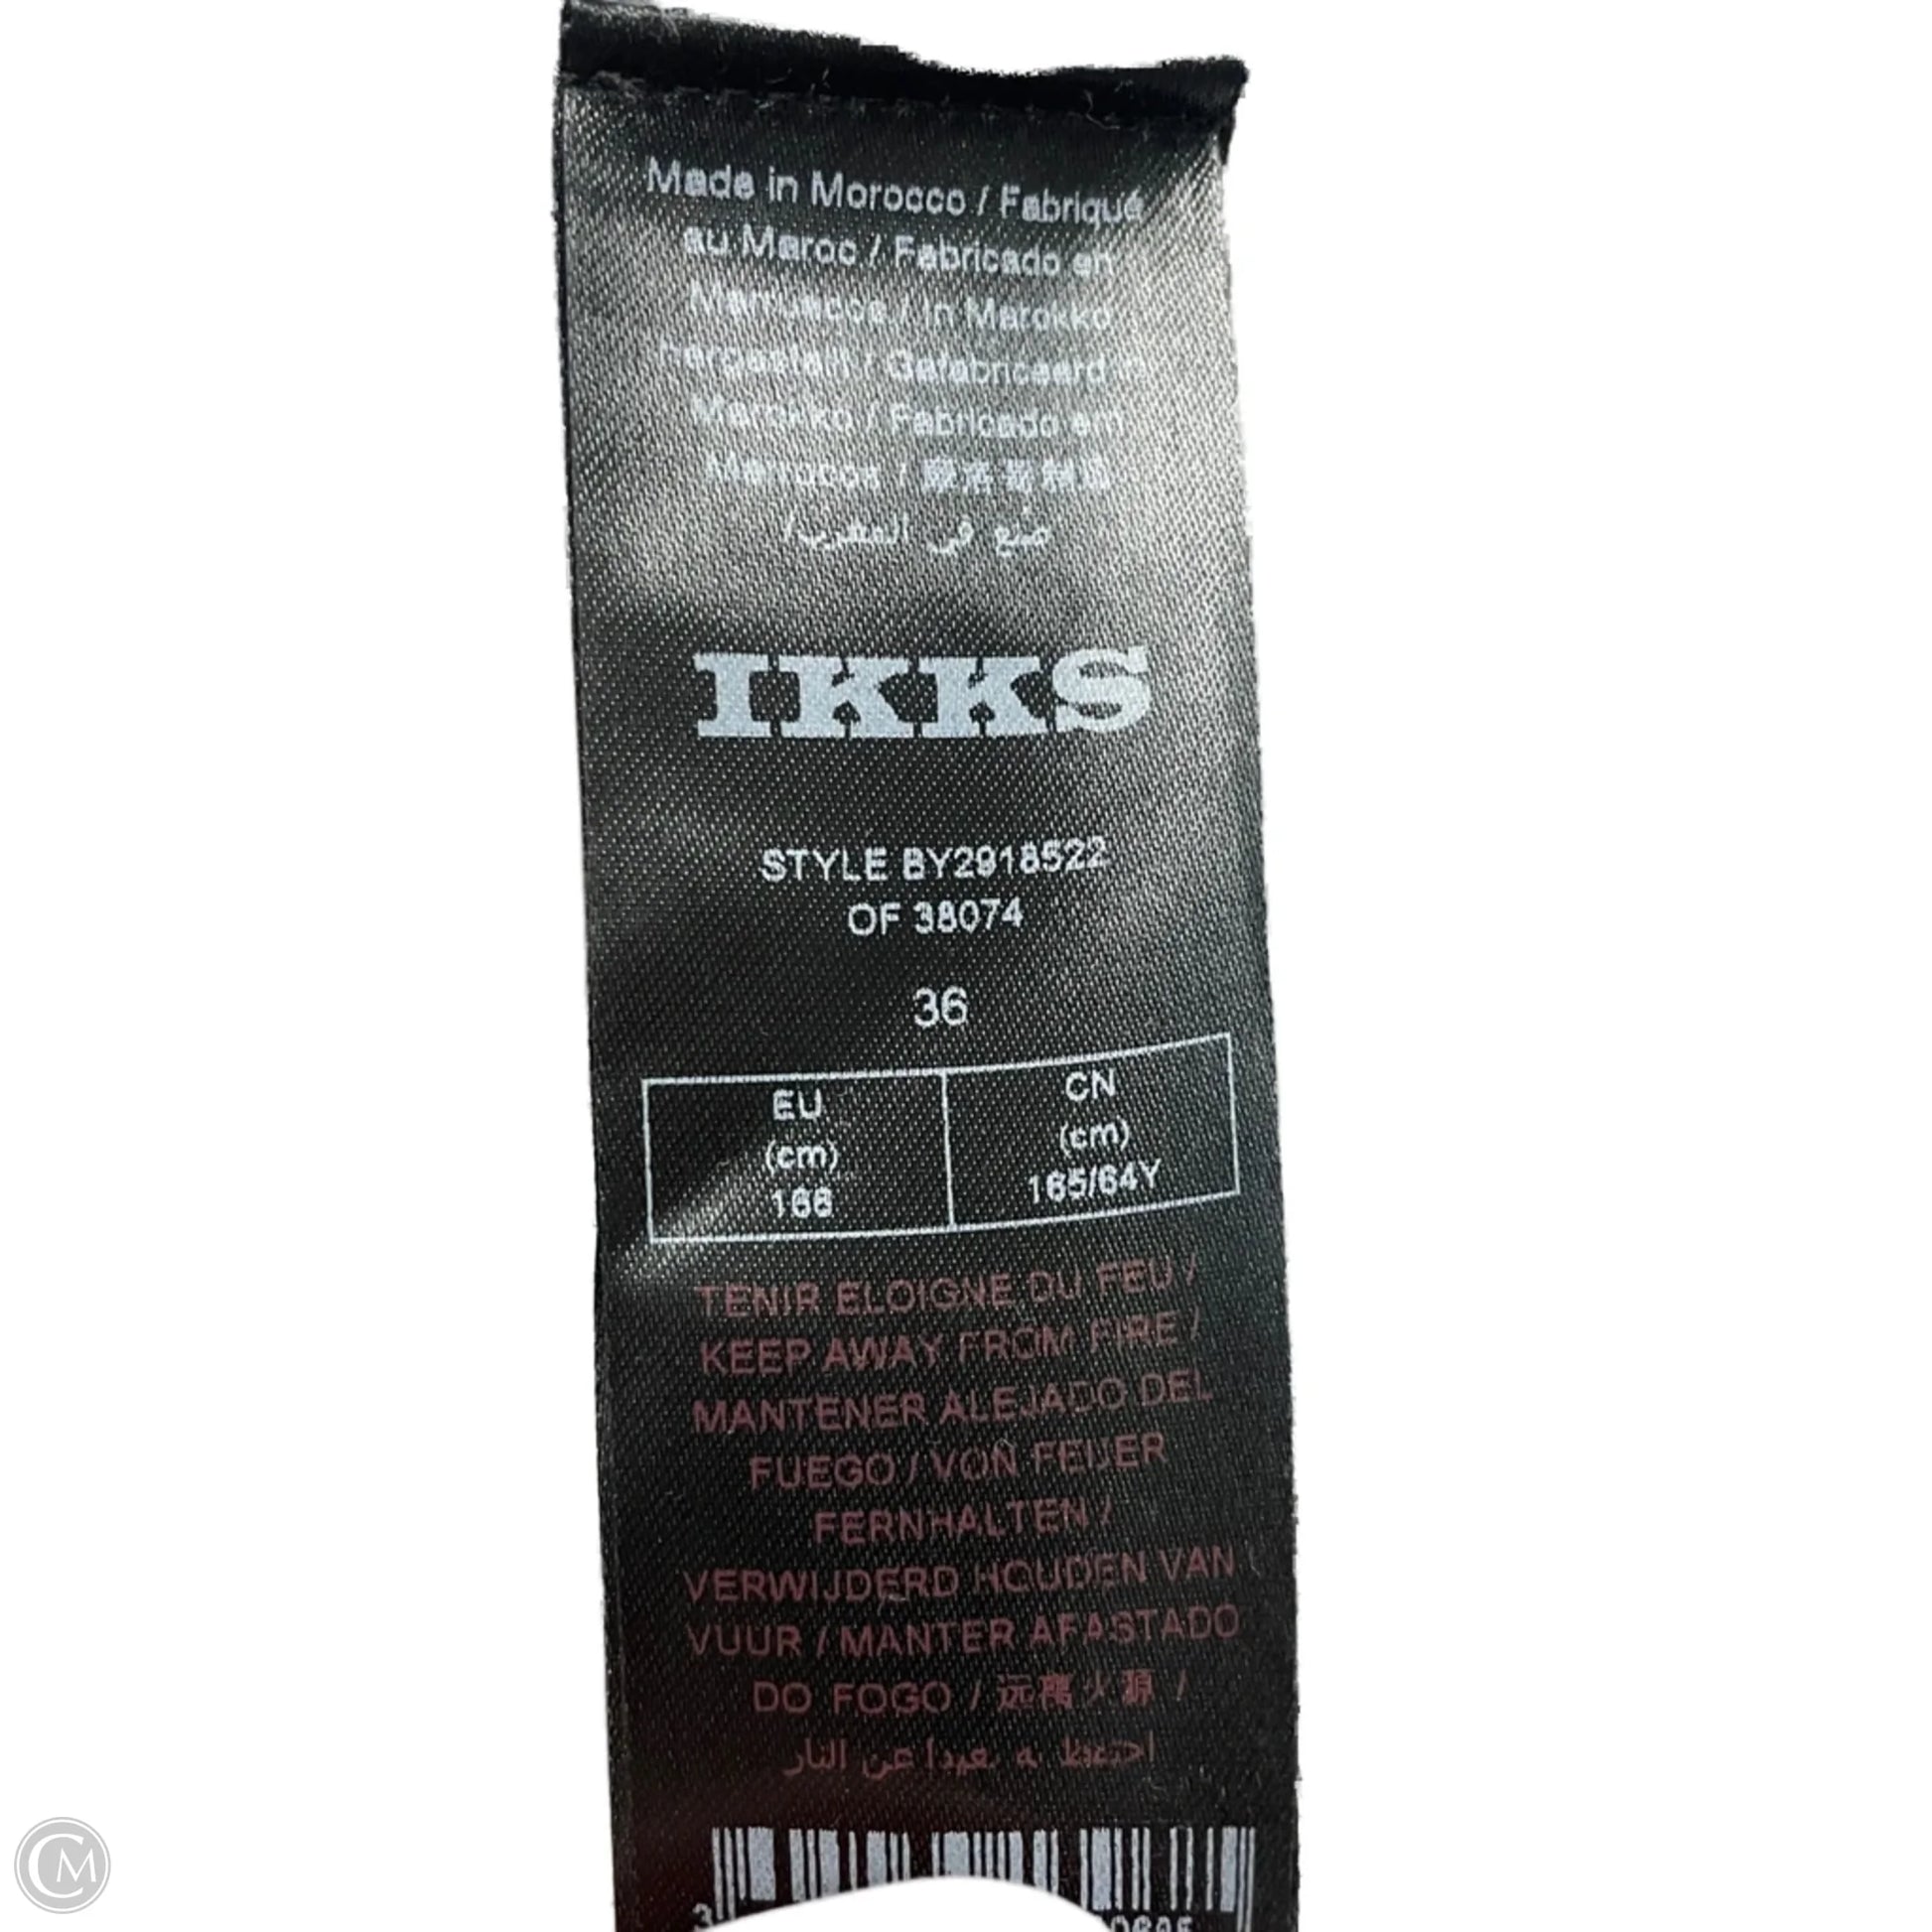 Made in Morocco / Fabriqué
au Maroc / Fabricado en
Marruecos / In Marokko
hergestellt / Gefabriceerd in
Marokko / Fabricado em
Marrocos / 摩洛哥制造
صُنع في المغرب/
IKKS
STYLE BY2918522
OF 38074
36
EU
(cm)
166
CN
(cm)
165/64Y
TENIR ELOIGNE DU FEU /
KEEP AWAY FROM FIRE /
MANTENER ALEJADO DEL
FUEGO / VON FEUER
FERNHALTEN /
VERWIJDERD HOUDEN VAN
VUUR / MANTER AFASTADO
DO FOGO / 远离火源 /
احتفظ به بعيدا عن النار
3
CM